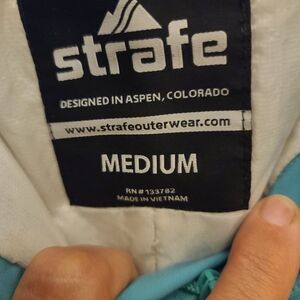 strafe
DESIGNED IN ASPEN, COLORADO
www.strafeouterwear.com
MEDIUM
RN# 133782
MADE IN VIETNAM